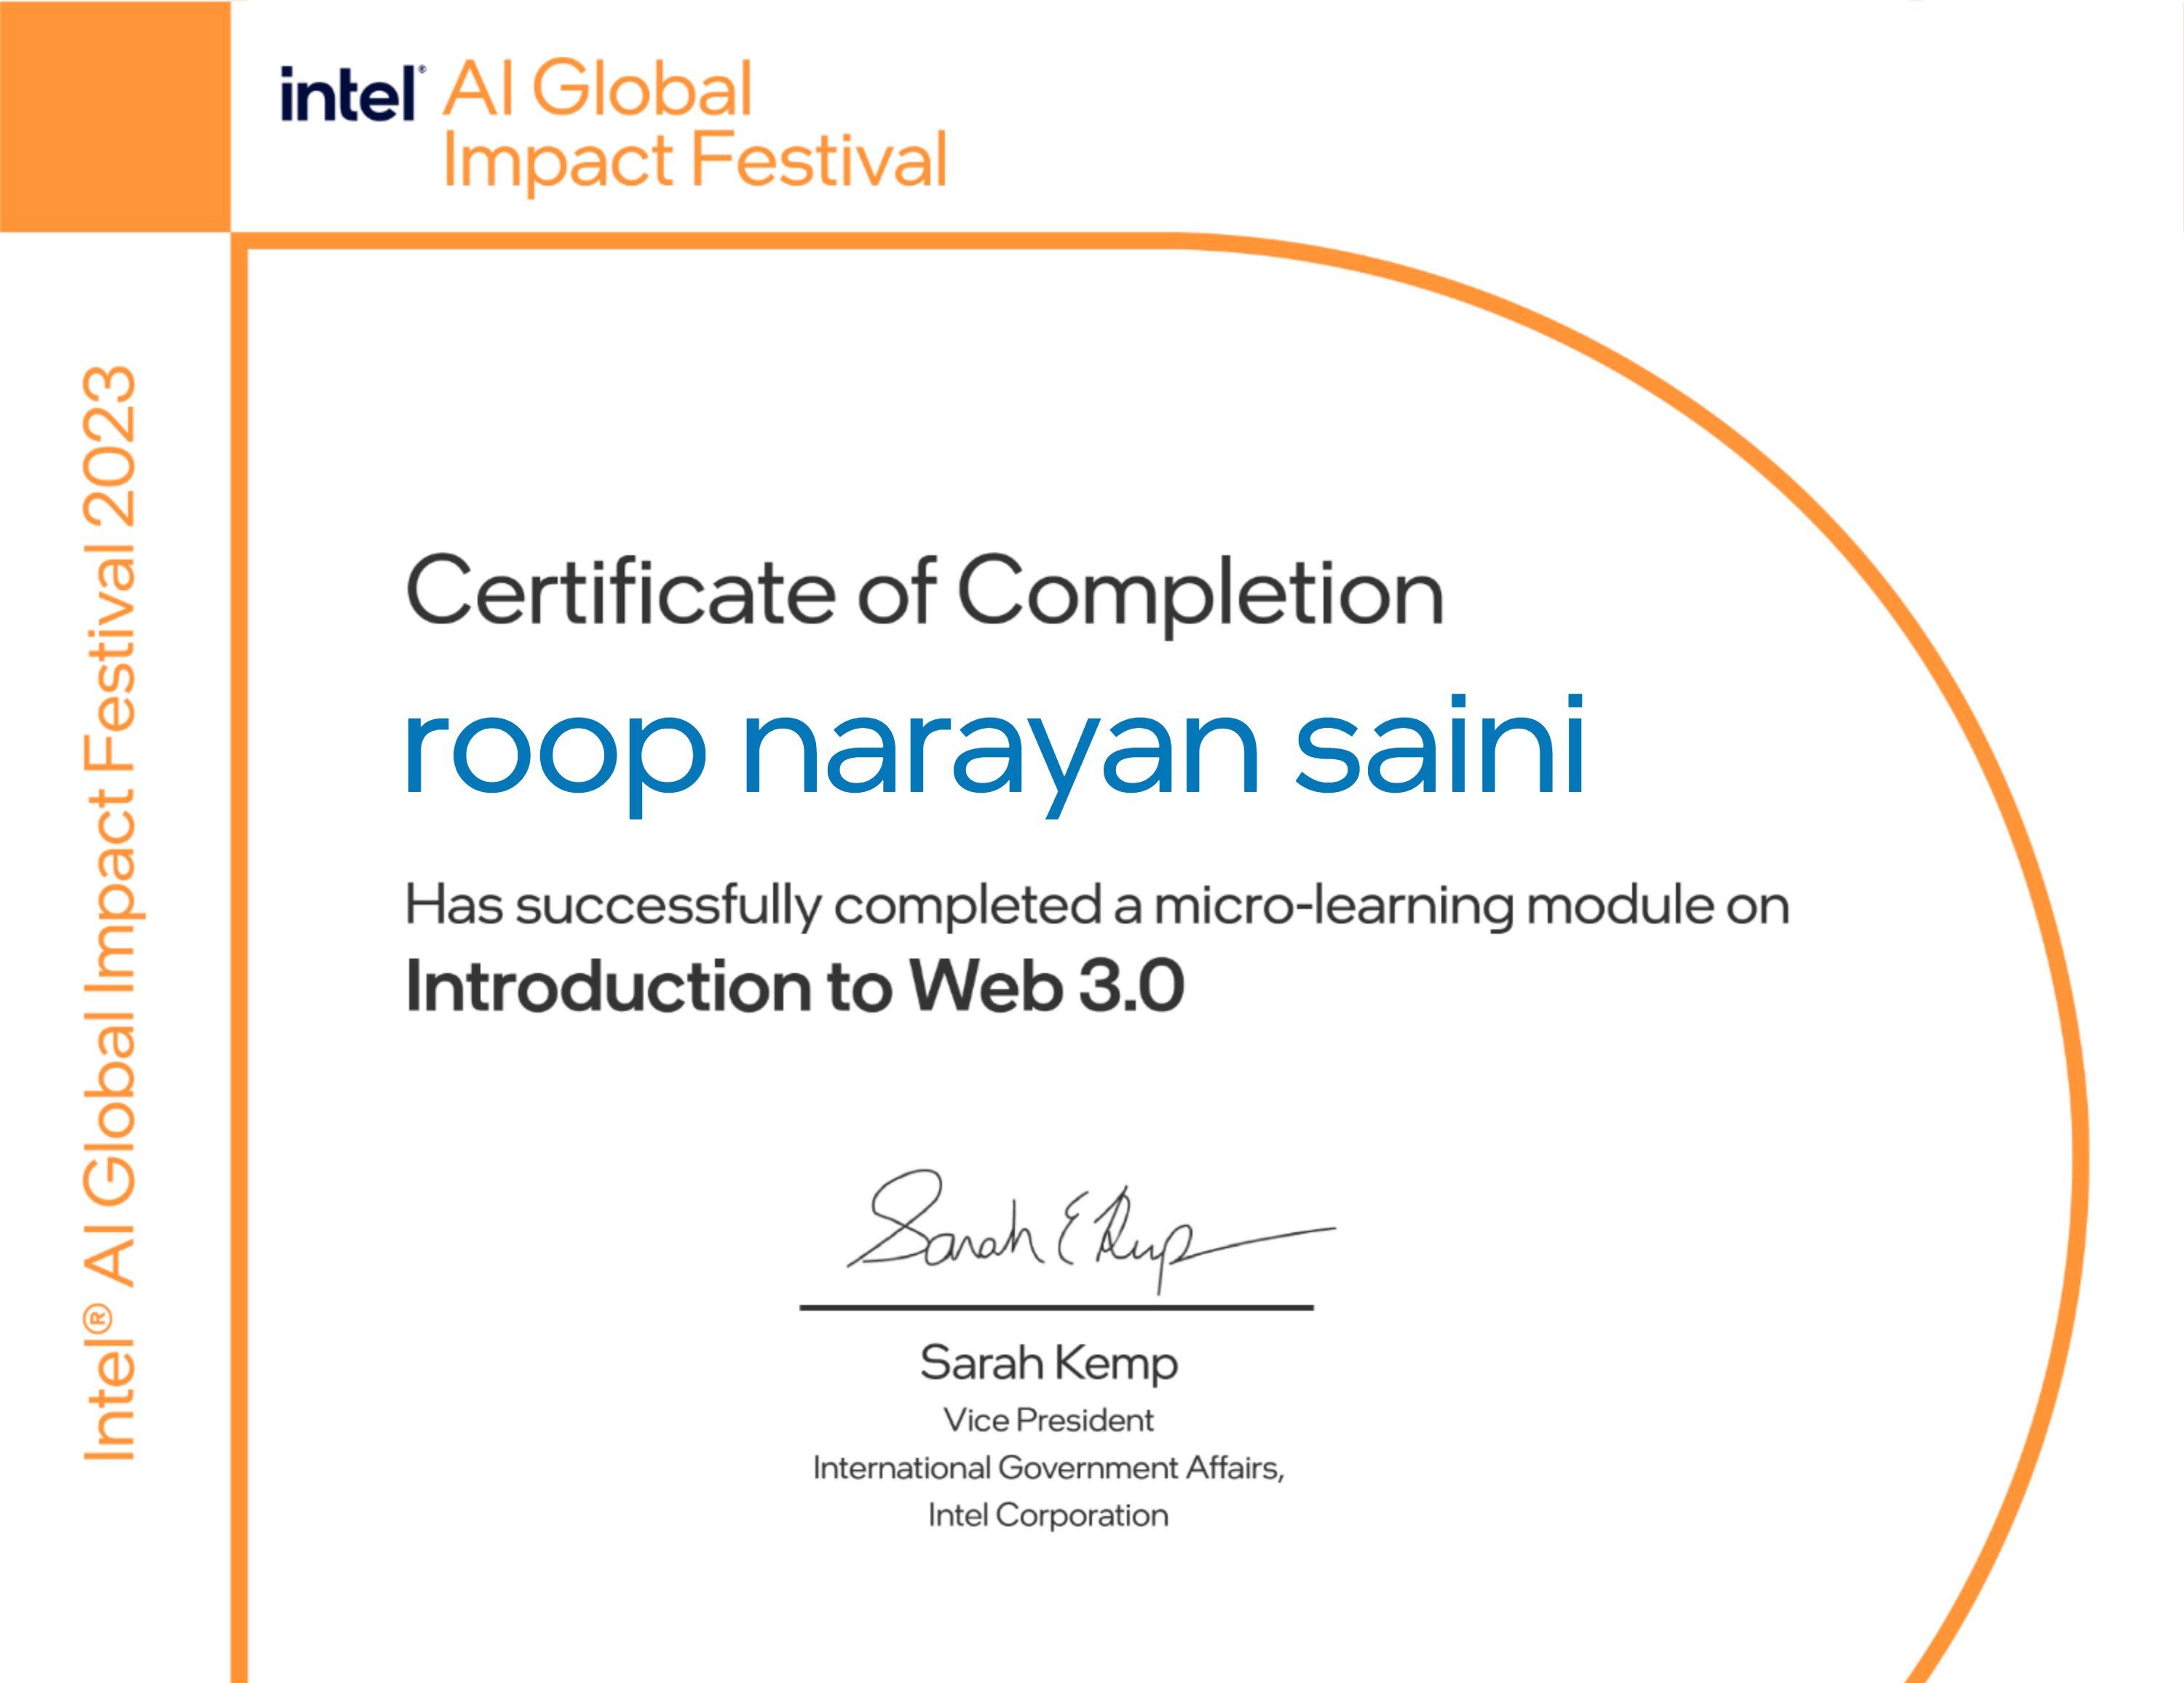 intel® AI Global
Impact Festival
Intel® AI Global Impact Festival 2023
Certificate of Completion
roop narayan saini
Has successfully completed a micro-learning module on
Introduction to Web 3.0
Sarah E Kemp
Sarah Kemp
Vice President
International Government Affairs,
Intel Corporation